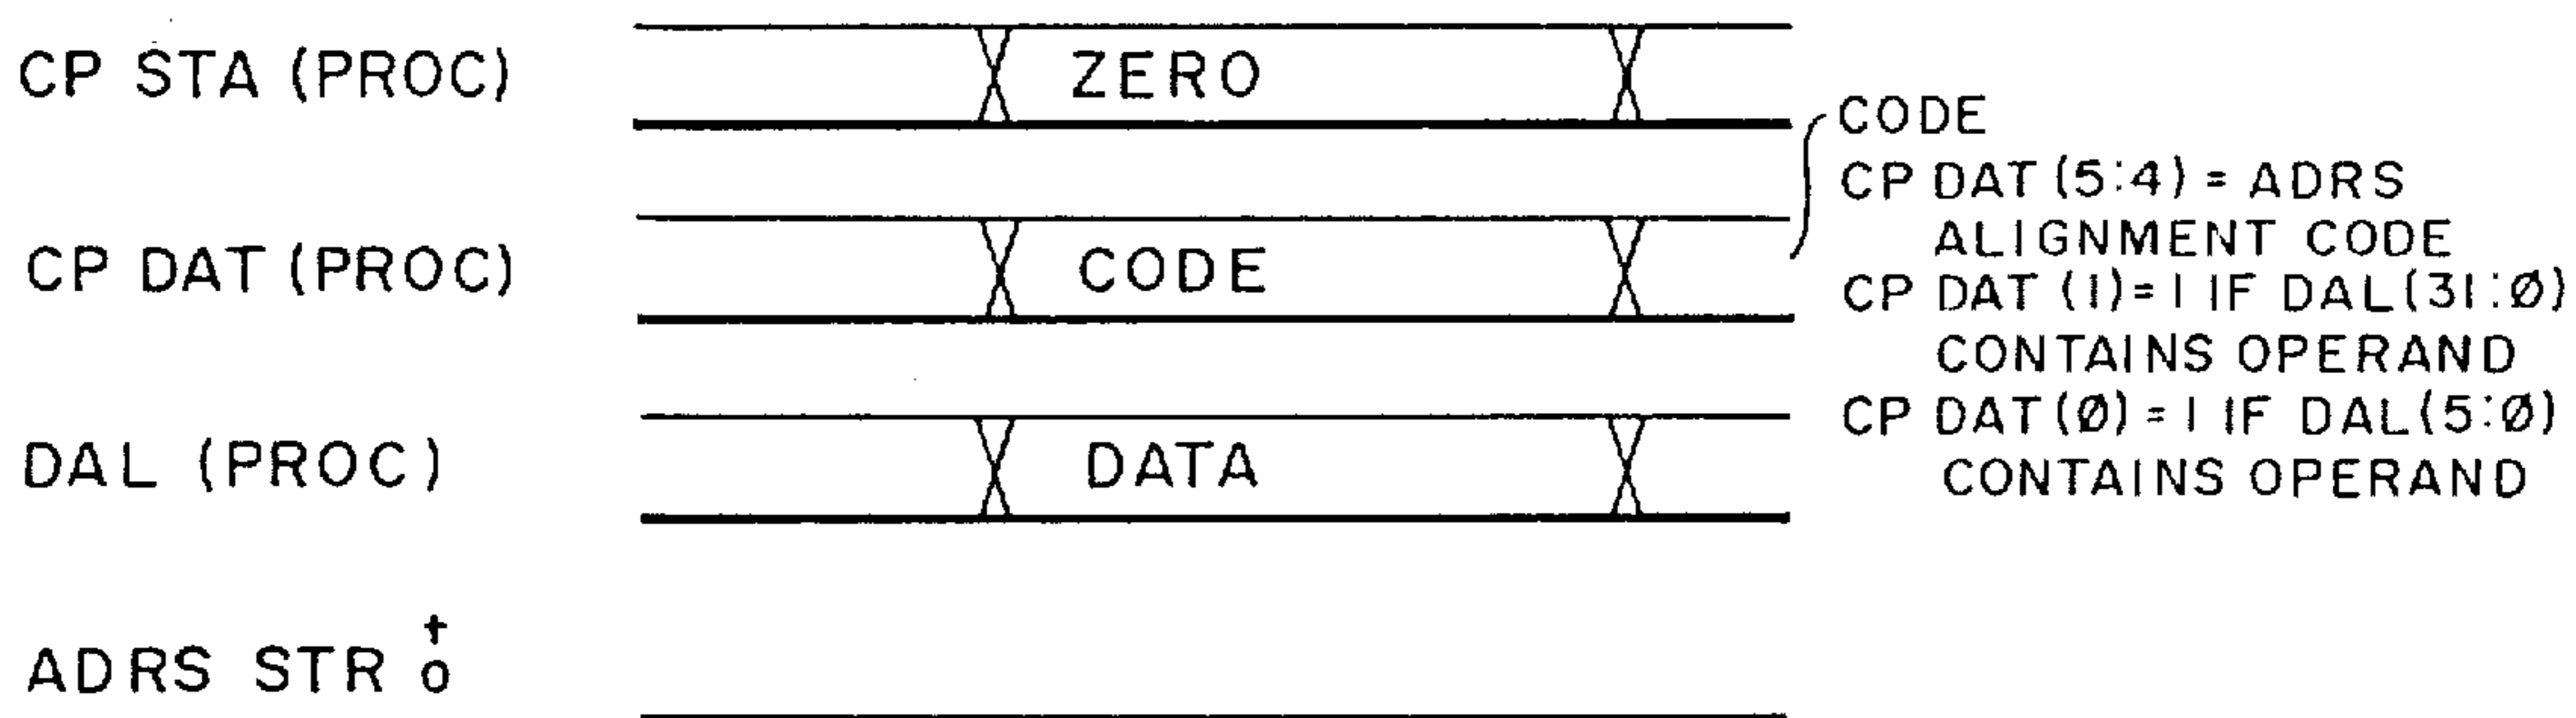 CP STA (PROC)
ZERO
CP DAT (PROC)
CODE
DAL (PROC)
DATA
ADRS STR t o
CODE
CP DAT (5:4) = ADRS
ALIGNMENT CODE
CP DAT (1) = 1 IF DAL(31:Ø)
CONTAINS OPERAND
CP DAT (Ø) = 1 IF DAL(5:Ø)
CONTAINS OPERAND